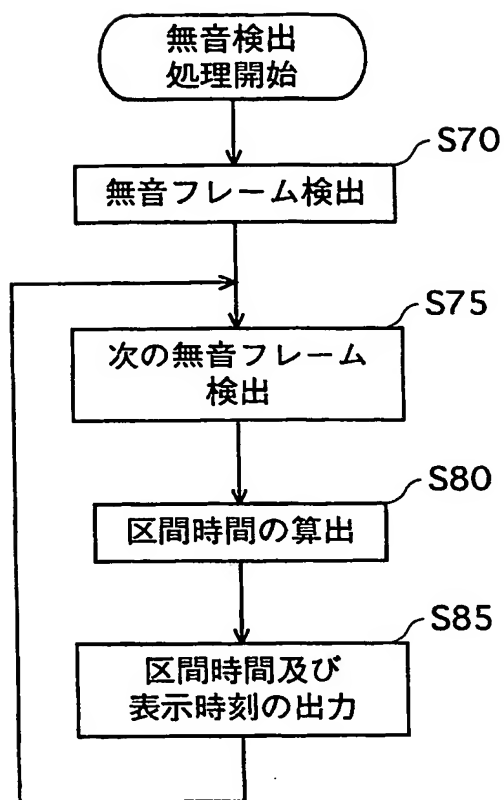 無音検出
処理開始
S70
無音フレーム検出
S75
次の無音フレーム
検出
S80
区間時間の算出
S85
区間時間及び
表示時刻の出力